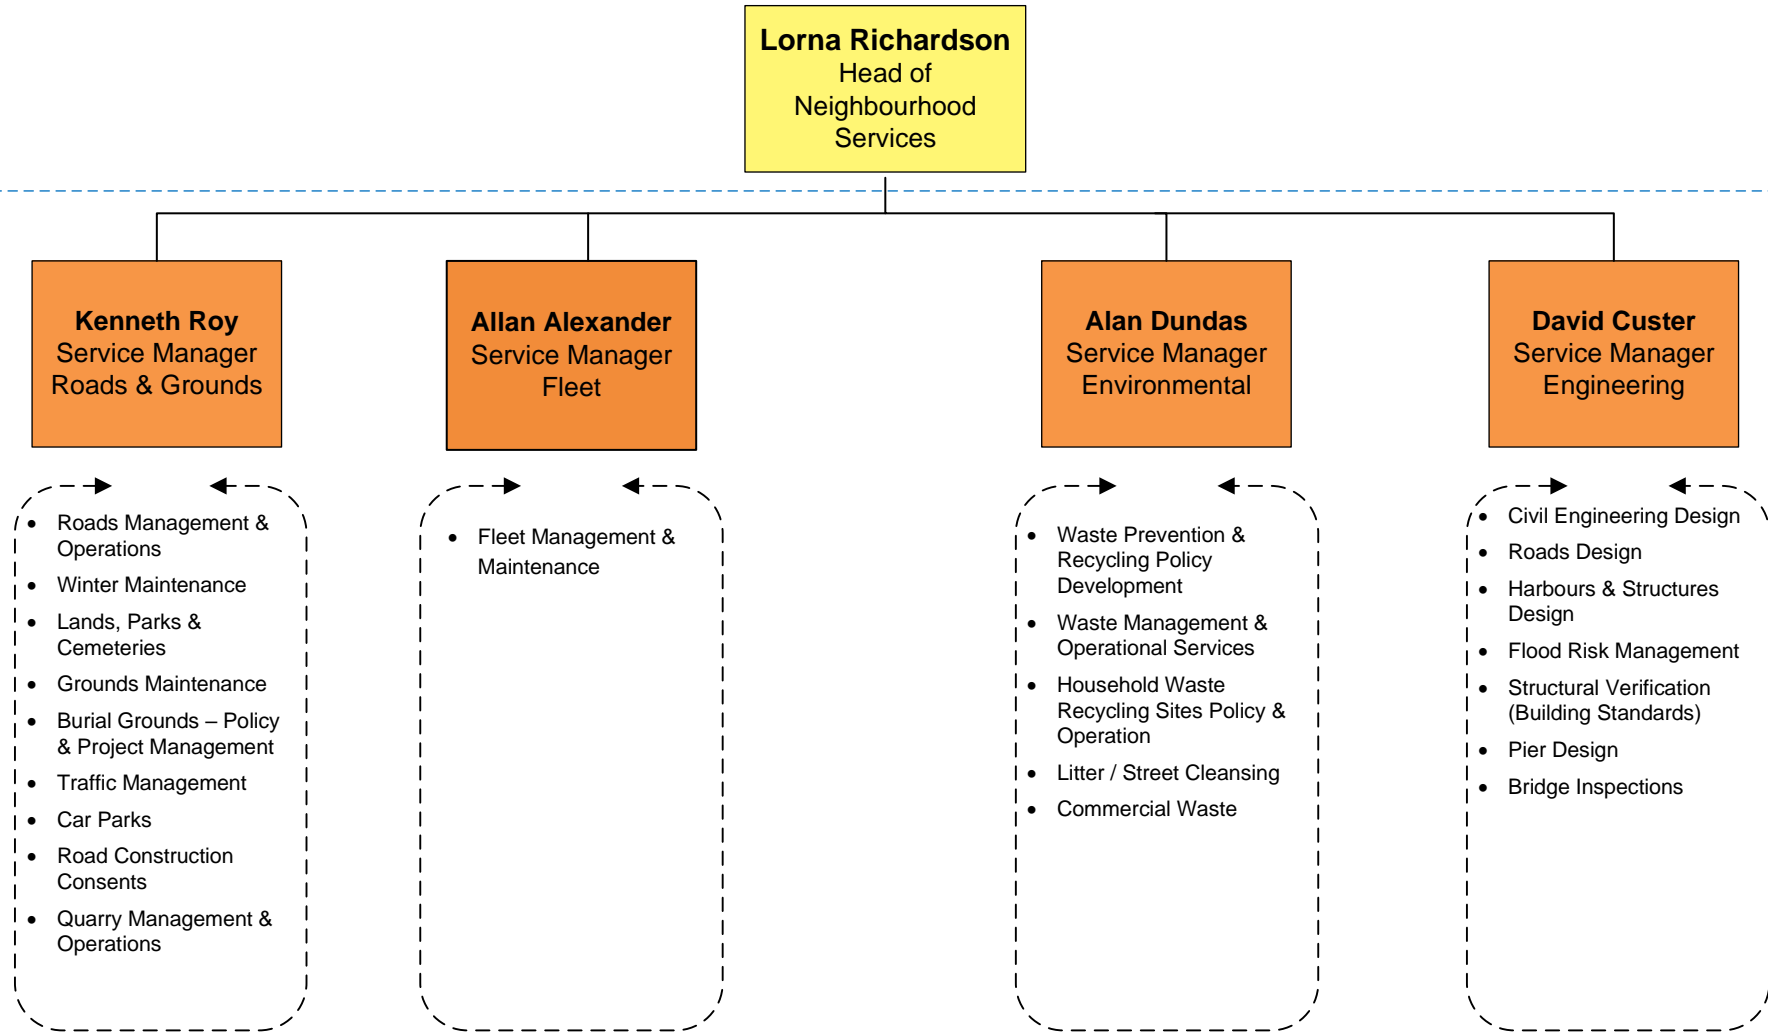 Lorna Richardson
Head of
Neighbourhood
Services
Kenneth Roy
Service Manager
Roads & Grounds
Allan Alexander
Service Manager
Fleet
Alan Dundas
Service Manager
Environmental
David Custer
Service Manager
Engineering
• Roads Management &
Operations
• Winter Maintenance
• Lands, Parks &
Cemeteries
• Grounds Maintenance
• Burial Grounds – Policy
& Project Management
• Traffic Management
• Car Parks
• Road Construction
Consents
• Quarry Management &
Operations
• Fleet Management &
Maintenance
• Waste Prevention &
Recycling Policy
Development
• Waste Management &
Operational Services
• Household Waste
Recycling Sites Policy &
Operation
• Litter / Street Cleansing
• Commercial Waste
• Civil Engineering Design
• Roads Design
• Harbours & Structures
Design
• Flood Risk Management
• Structural Verification
(Building Standards)
• Pier Design
• Bridge Inspections